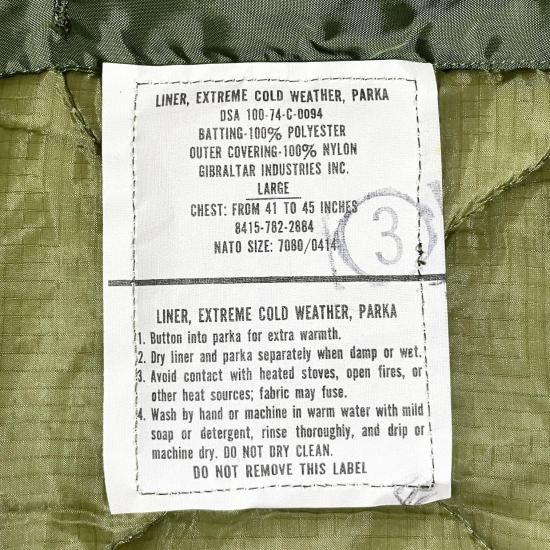 LINER, EXTREME COLD WEATHER, PARKA
DSA 100-74-C-0094
BATTING-100% POLYESTER
OUTER COVERING-100% NYLON
GIBRALTAR INDUSTRIES INC.
LARGE
CHEST: FROM 41 TO 45 INCHES
8415-782-2884
NATO SIZE: 7080/0414
3
LINER, EXTREME COLD WEATHER, PARKA
1. Button into parka for extra warmth.
2. Dry liner and parka separately when damp or wet.
3. Avoid contact with heated stoves, open fires, or
other heat sources; fabric may fuse.
4. Wash by hand or machine in warm water with mild
soap or detergent, rinse thoroughly, and drip or
machine dry. DO NOT DRY CLEAN.
DO NOT REMOVE THIS LABEL